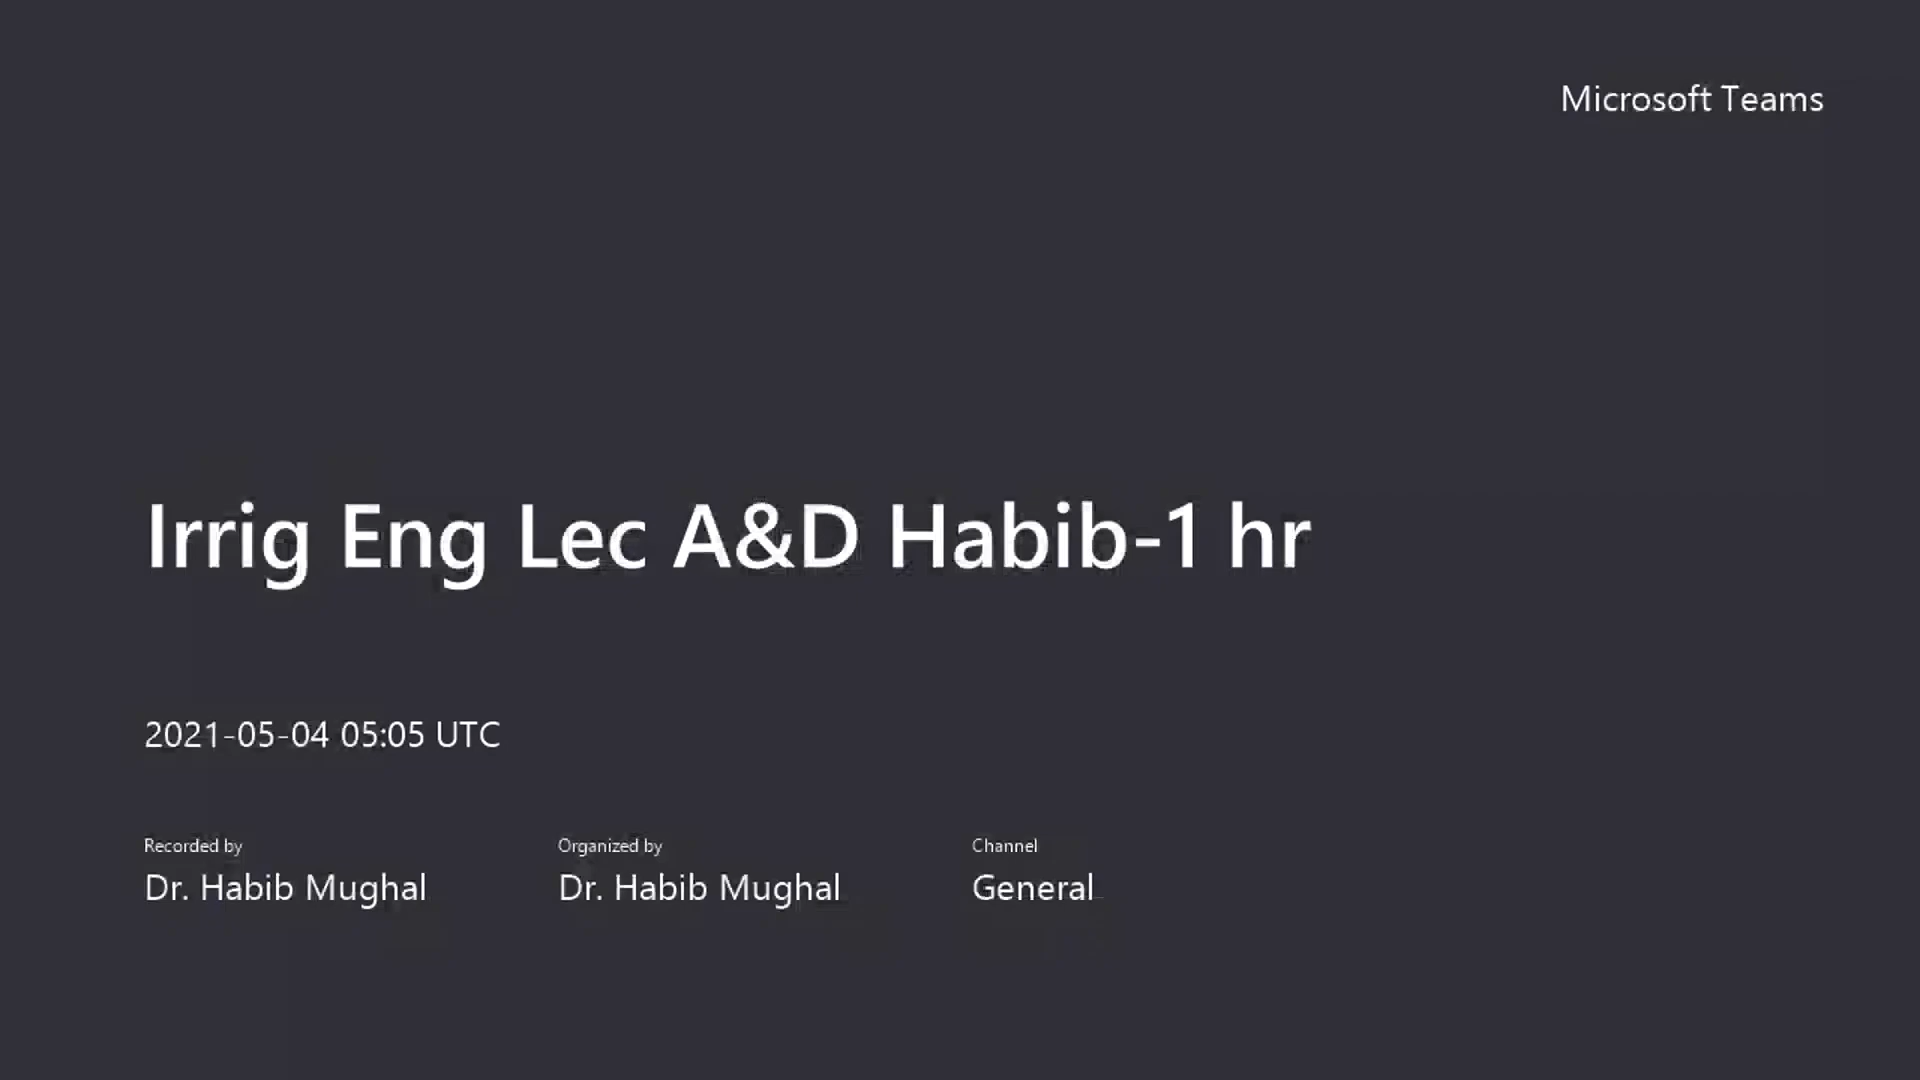 Microsoft Teams
Irrig Eng Lec A&D Habib-1 hr
2021-05-04 05:05 UTC
Recorded by
Dr. Habib Mughal
Organized by
Dr. Habib Mughal
Channel
General